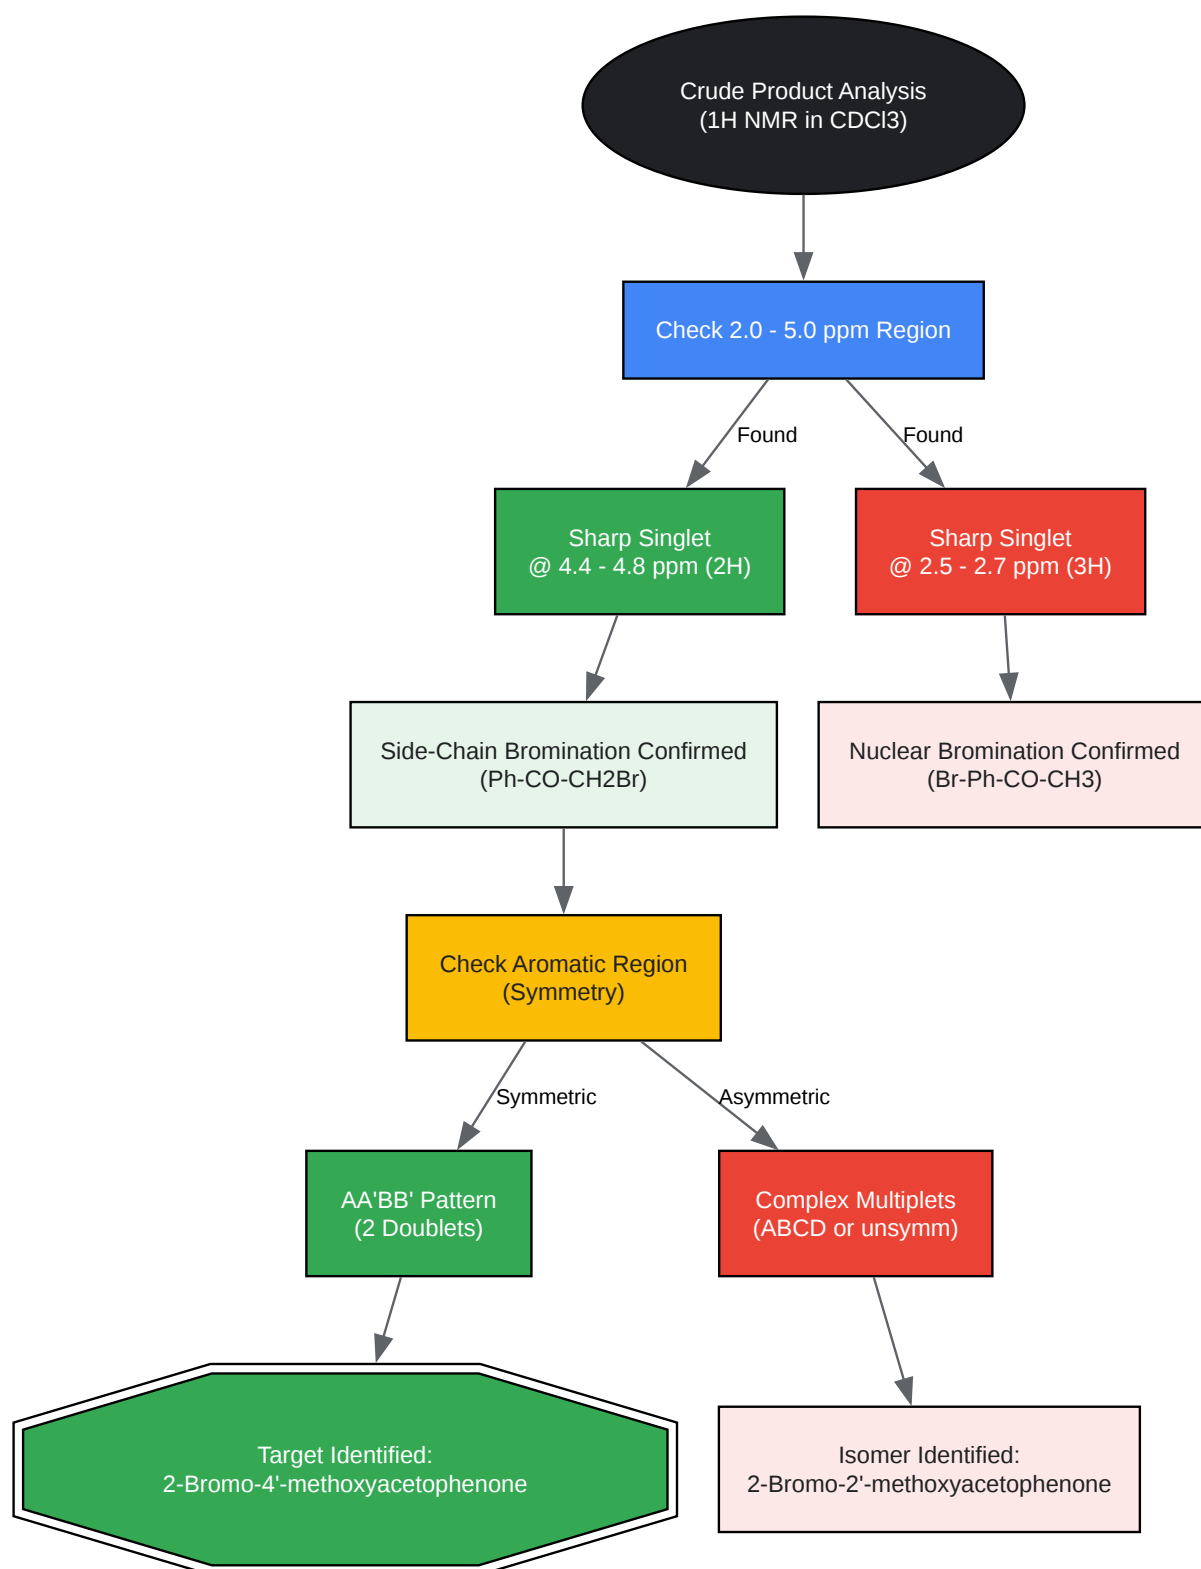 Crude Product Analysis
(1H NMR in CDCl3)
Check 2.0 - 5.0 ppm Region
Found
Found
Sharp Singlet
@ 4.4 - 4.8 ppm (2H)
Sharp Singlet
@ 2.5 - 2.7 ppm (3H)
Side-Chain Bromination Confirmed
(Ph-CO-CH2Br)
Nuclear Bromination Confirmed
(Br-Ph-CO-CH3)
Check Aromatic Region
(Symmetry)
Symmetric
Asymmetric
AA'BB' Pattern
(2 Doublets)
Complex Multiplets
(ABCD or unsymm)
Target Identified:
2-Bromo-4'-methoxyacetophenone
Isomer Identified:
2-Bromo-2'-methoxyacetophenone